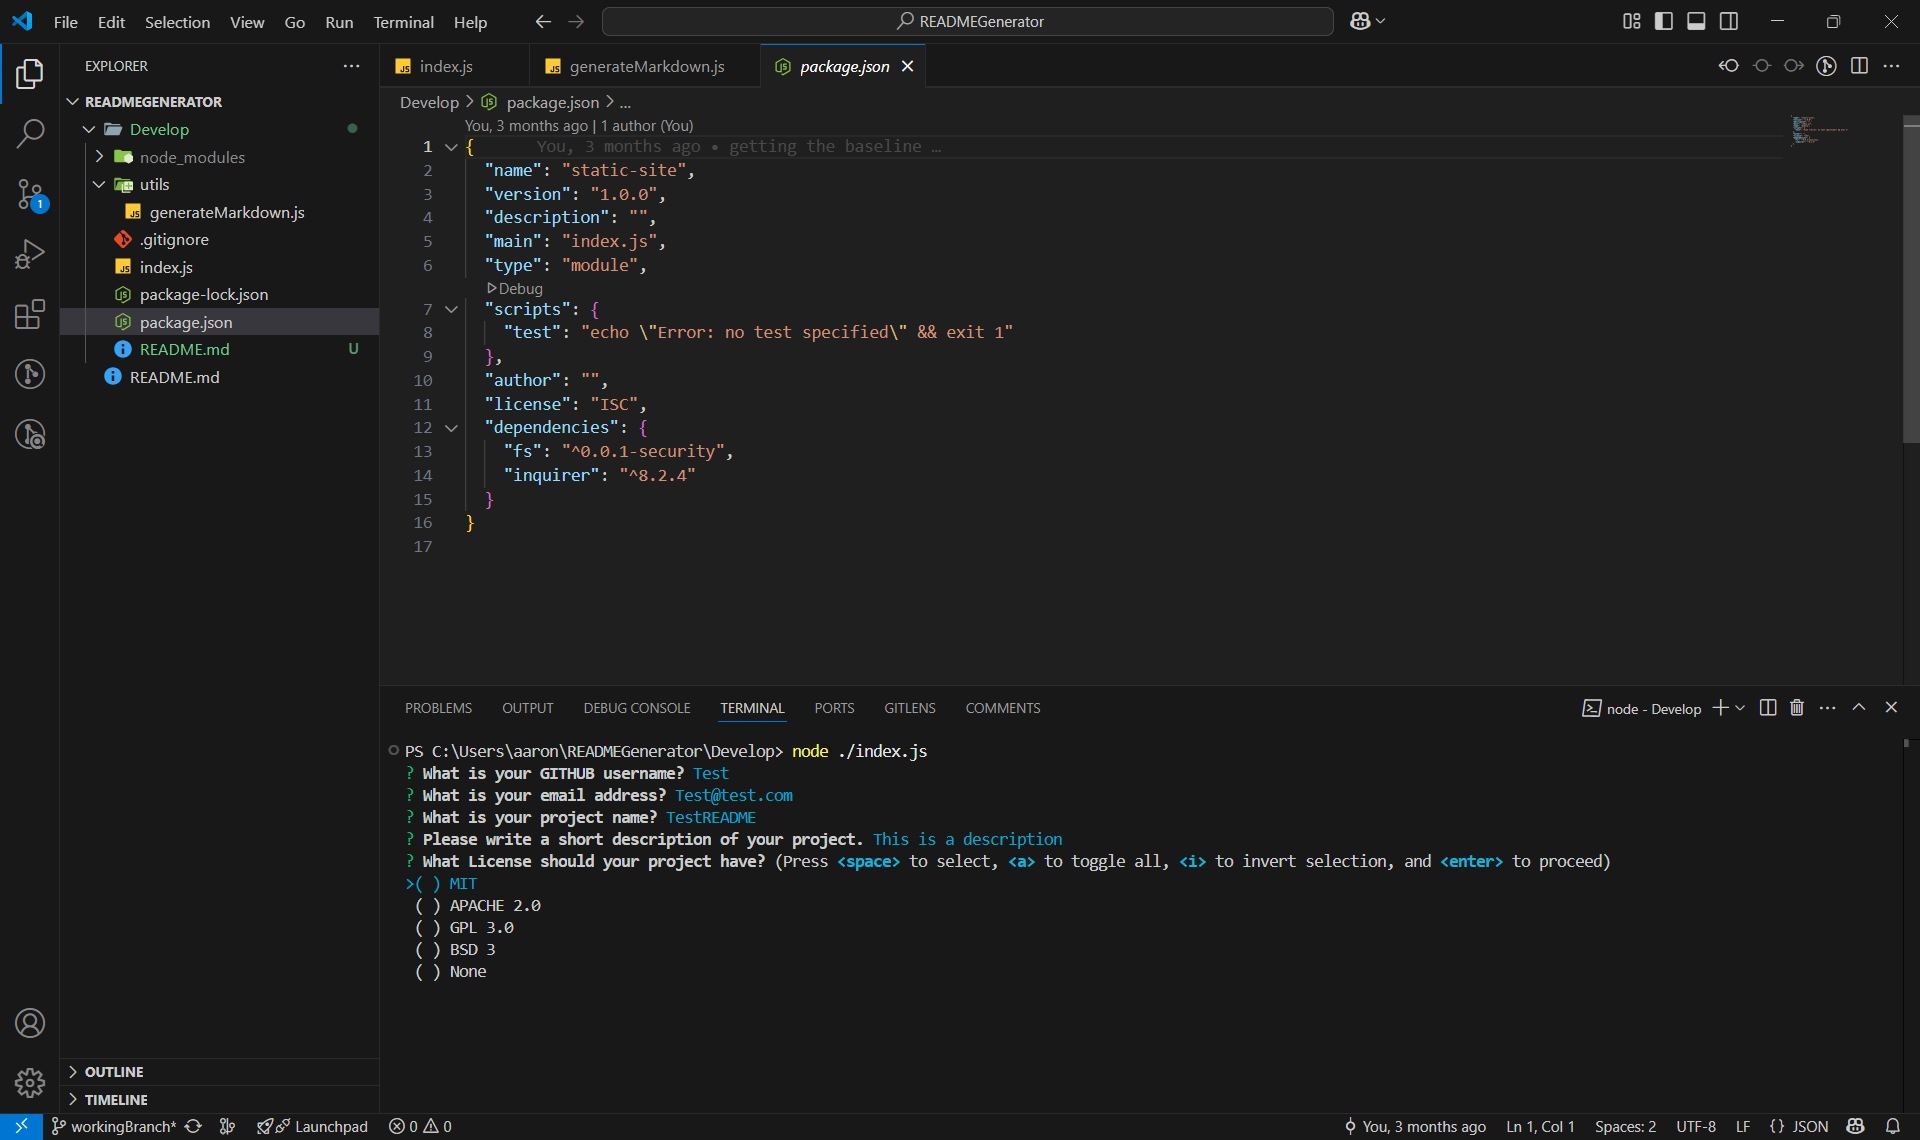 File Edit Selection View Go Run Terminal Help
READMEGenerator
EXPLORER
READMEGENERATOR
Develop
node_modules
utils
generateMarkdown.js
.gitignore
index.js
package-lock.json
package.json
README.md U
README.md
OUTLINE
TIMELINE
index.js generateMarkdown.js package.json
Develop > package.json > ...
You, 3 months ago | 1 author (You)
1 { You, 3 months ago • getting the baseline …
2 "name": "static-site",
3 "version": "1.0.0",
4 "description": "",
5 "main": "index.js",
6 "type": "module",
Debug
7 "scripts": {
8 "test": "echo \"Error: no test specified\" && exit 1"
9 },
10 "author": "",
11 "license": "ISC",
12 "dependencies": {
13 "fs": "^0.0.1-security",
14 "inquirer": "^8.2.4"
15 }
16 }
17
PROBLEMS OUTPUT DEBUG CONSOLE TERMINAL PORTS GITLENS COMMENTS
node - Develop
PS C:\Users\aaron\READMEGenerator\Develop> node ./index.js
? What is your GITHUB username? Test
? What is your email address? Test@test.com
? What is your project name? TestREADME
? Please write a short description of your project. This is a description
? What License should your project have? (Press <space> to select, <a> to toggle all, <i> to invert selection, and <enter> to proceed)
>( ) MIT
( ) APACHE 2.0
( ) GPL 3.0
( ) BSD 3
( ) None
1
workingBranch* Launchpad 0 0 You, 3 months ago Ln 1, Col 1 Spaces: 2 UTF-8 LF {} JSON